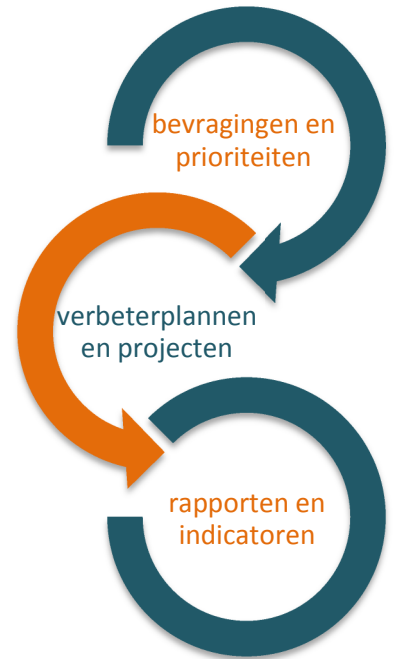 bevragingen en
prioriteiten
verbeterplannen
en projecten
rapporten en
indicatoren